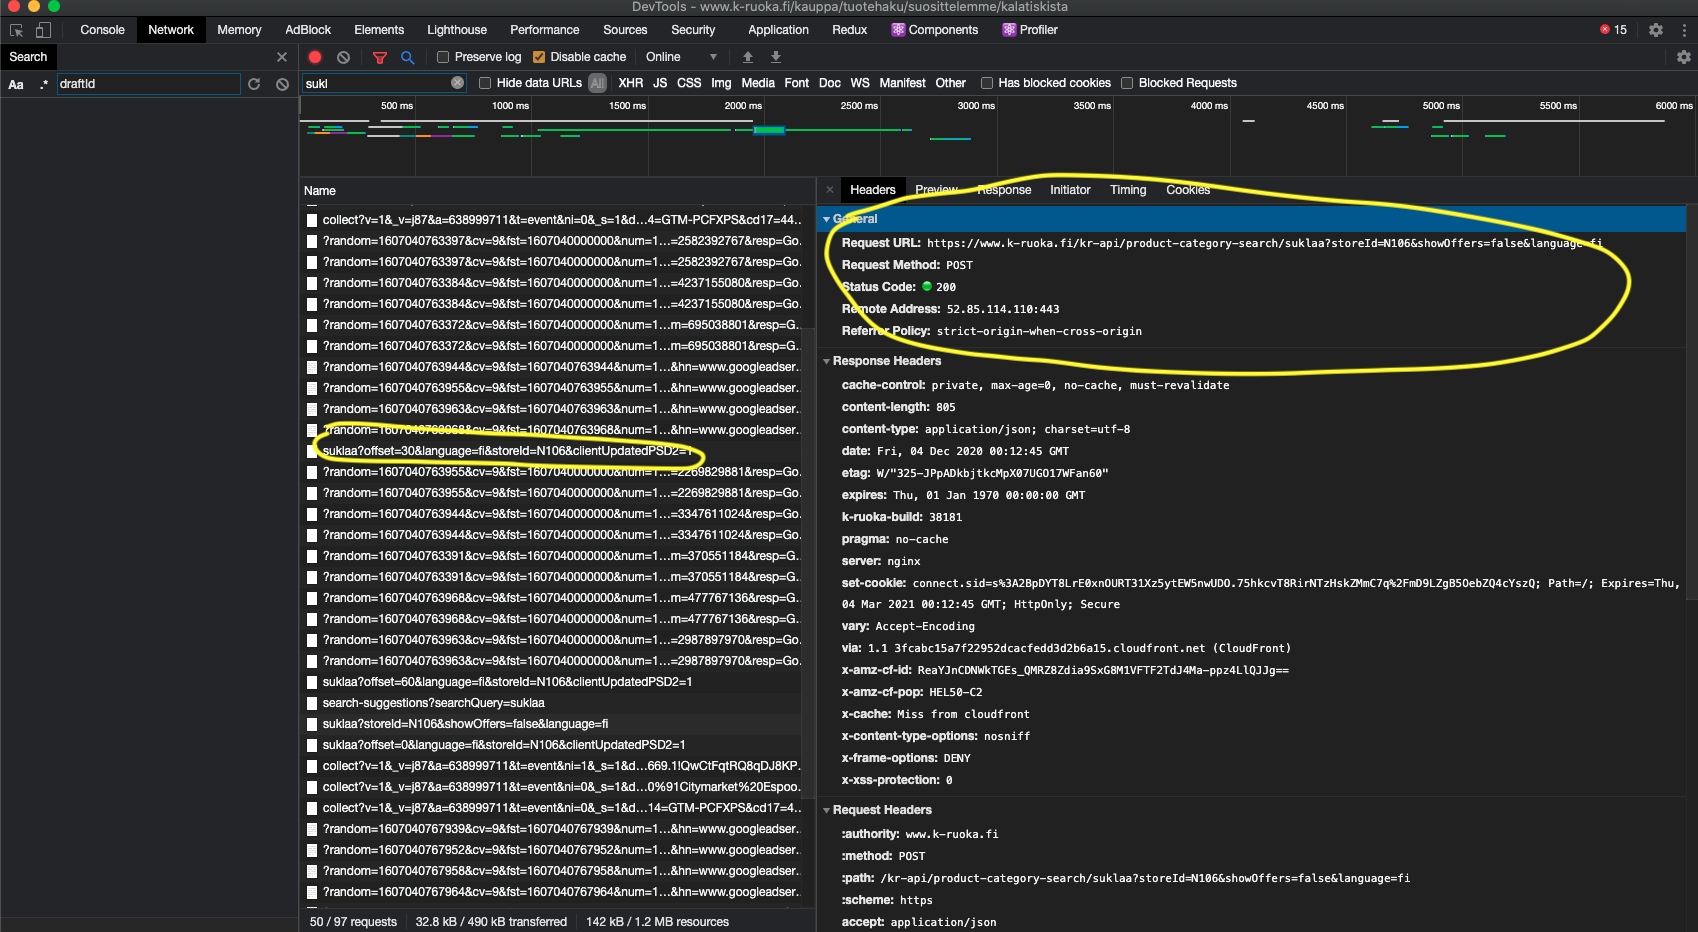 DevTools - www.k-ruoka.fi/kauppa/tuotehaku/suosittelemme/kalatiskista
Console Network Memory AdBlock Elements Lighthouse Performance Sources Security Application Redux Components Profiler 15
Search Preserve log Disable cache Online
Aa .* draftId sukl Hide data URLs All XHR JS CSS Img Media Font Doc WS Manifest Other Has blocked cookies Blocked Requests
500 ms 1000 ms 1500 ms 2000 ms 2500 ms 3000 ms 3500 ms 4000 ms 4500 ms 5000 ms 5500 ms 6000 ms
Name
collect?v=1&_v=j87&a=638999711&t=event&ni=0&_s=1&d…4=GTM-PCFXPS&cd17=44..
?random=1607040763397&cv=9&fst=1607040000000&num=1…=2582392767&resp=Go..
?random=1607040763397&cv=9&fst=1607040000000&num=1…=2582392767&resp=Go..
?random=1607040763384&cv=9&fst=1607040000000&num=1…=4237155080&resp=Go..
?random=1607040763384&cv=9&fst=1607040000000&num=1…=4237155080&resp=Go..
?random=1607040763372&cv=9&fst=1607040000000&num=1…m=695038801&resp=G..
?random=1607040763372&cv=9&fst=1607040000000&num=1…m=695038801&resp=G..
?random=1607040763944&cv=9&fst=1607040763944&num=1…&hn=www.googleadser..
?random=1607040763955&cv=9&fst=1607040763955&num=1…&hn=www.googleadser..
?random=1607040763963&cv=9&fst=1607040763963&num=1…&hn=www.googleadser..
?random=1607040763968&cv=9&fst=1607040763968&num=1…&hn=www.googleadser..
suklaa?offset=30&language=fi&storeId=N106&clientUpdatedPSD2=1
?random=1607040763955&cv=9&fst=1607040000000&num=1…=2269829881&resp=Go..
?random=1607040763955&cv=9&fst=1607040000000&num=1…=2269829881&resp=Go..
?random=1607040763944&cv=9&fst=1607040000000&num=1…=3347611024&resp=Go..
?random=1607040763944&cv=9&fst=1607040000000&num=1…=3347611024&resp=Go..
?random=1607040763391&cv=9&fst=1607040000000&num=1…m=370551184&resp=G..
?random=1607040763391&cv=9&fst=1607040000000&num=1…m=370551184&resp=G..
?random=1607040763968&cv=9&fst=1607040000000&num=1…m=477767136&resp=G..
?random=1607040763968&cv=9&fst=1607040000000&num=1…m=477767136&resp=G..
?random=1607040763963&cv=9&fst=1607040000000&num=1…=2987897970&resp=Go..
?random=1607040763963&cv=9&fst=1607040000000&num=1…=2987897970&resp=Go..
suklaa?offset=60&language=fi&storeId=N106&clientUpdatedPSD2=1
search-suggestions?searchQuery=suklaa
suklaa?storeId=N106&showOffers=false&language=fi
suklaa?offset=0&language=fi&storeId=N106&clientUpdatedPSD2=1
collect?v=1&_v=j87&a=638999711&t=event&ni=1&_s=1&d…669.1!QwCtFqtRQ8qDJ8KP..
collect?v=1&_v=j87&a=638999711&t=event&ni=0&_s=1&d…0%91Citymarket%20Espoo..
collect?v=1&_v=j87&a=638999711&t=event&ni=0&_s=1&d…14=GTM-PCFXPS&cd17=4..
?random=1607040767939&cv=9&fst=1607040767939&num=1…&hn=www.googleadser..
?random=1607040767952&cv=9&fst=1607040767952&num=1…&hn=www.googleadser..
?random=1607040767958&cv=9&fst=1607040767958&num=1…&hn=www.googleadser..
?random=1607040767964&cv=9&fst=1607040767964&num=1…&hn=www.googleadser..
50 / 97 requests 32.8 kB / 490 kB transferred 142 kB / 1.2 MB resources
Headers Preview Response Initiator Timing Cookies
General
Request URL: https://www.k-ruoka.fi/kr-api/product-category-search/suklaa?storeId=N106&showOffers=false&language=fi
Request Method: POST
Status Code: 200
Remote Address: 52.85.114.110:443
Referrer Policy: strict-origin-when-cross-origin
Response Headers
cache-control: private, max-age=0, no-cache, must-revalidate
content-length: 805
content-type: application/json; charset=utf-8
date: Fri, 04 Dec 2020 00:12:45 GMT
etag: W/"325-JPpADkbjtkcMpX07UGO17WFan60"
expires: Thu, 01 Jan 1970 00:00:00 GMT
k-ruoka-build: 38181
pragma: no-cache
server: nginx
set-cookie: connect.sid=s%3A2BpDYT8LrE0xnOURT31Xz5ytEW5nwUDO.75hkcvT8RirNTzHskZMmC7q%2FmD9LZgB5OebZQ4cYszQ; Path=/; Expires=Thu,
04 Mar 2021 00:12:45 GMT; HttpOnly; Secure
vary: Accept-Encoding
via: 1.1 3fcabc15a7f22952dcacfedd3d2b6a15.cloudfront.net (CloudFront)
x-amz-cf-id: ReaYJnCDNWkTGEs_QMRZ8Zdia9SxG8M1VFTF2TdJ4Ma-ppz4LlQJJg==
x-amz-cf-pop: HEL50-C2
x-cache: Miss from cloudfront
x-content-type-options: nosniff
x-frame-options: DENY
x-xss-protection: 0
Request Headers
:authority: www.k-ruoka.fi
:method: POST
:path: /kr-api/product-category-search/suklaa?storeId=N106&showOffers=false&language=fi
:scheme: https
accept: application/json